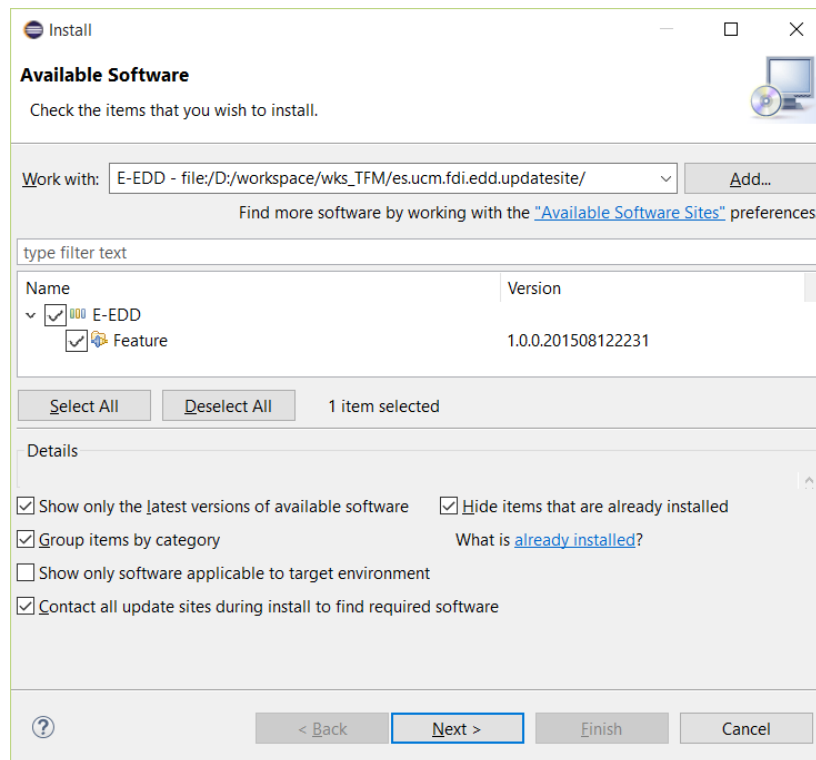 Install
Available Software
Check the items that you wish to install.
Work with: E-EDD - file:/D:/workspace/wks_TFM/es.ucm.fdi.edd.updatesite/ Add...
Find more software by working with the "Available Software Sites" preferences
type filter text
Name Version
E-EDD
Feature 1.0.0.201508122231
Select All Deselect All 1 item selected
Details
Show only the latest versions of available software Hide items that are already installed
Group items by category What is already installed?
Show only software applicable to target environment
Contact all update sites during install to find required software
? < Back Next > Finish Cancel